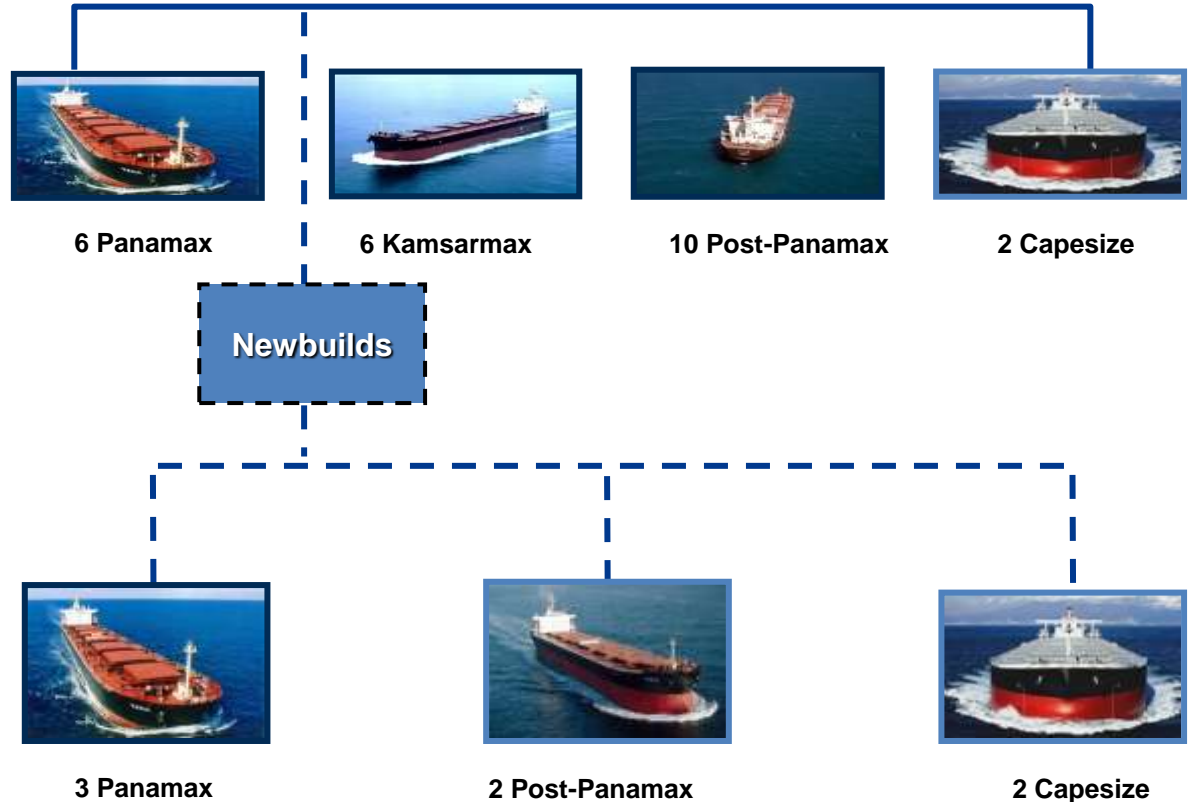 6 Panamax
6 Kamsarmax
10 Post-Panamax
2 Capesize
Newbuilds
3 Panamax
2 Post-Panamax
2 Capesize